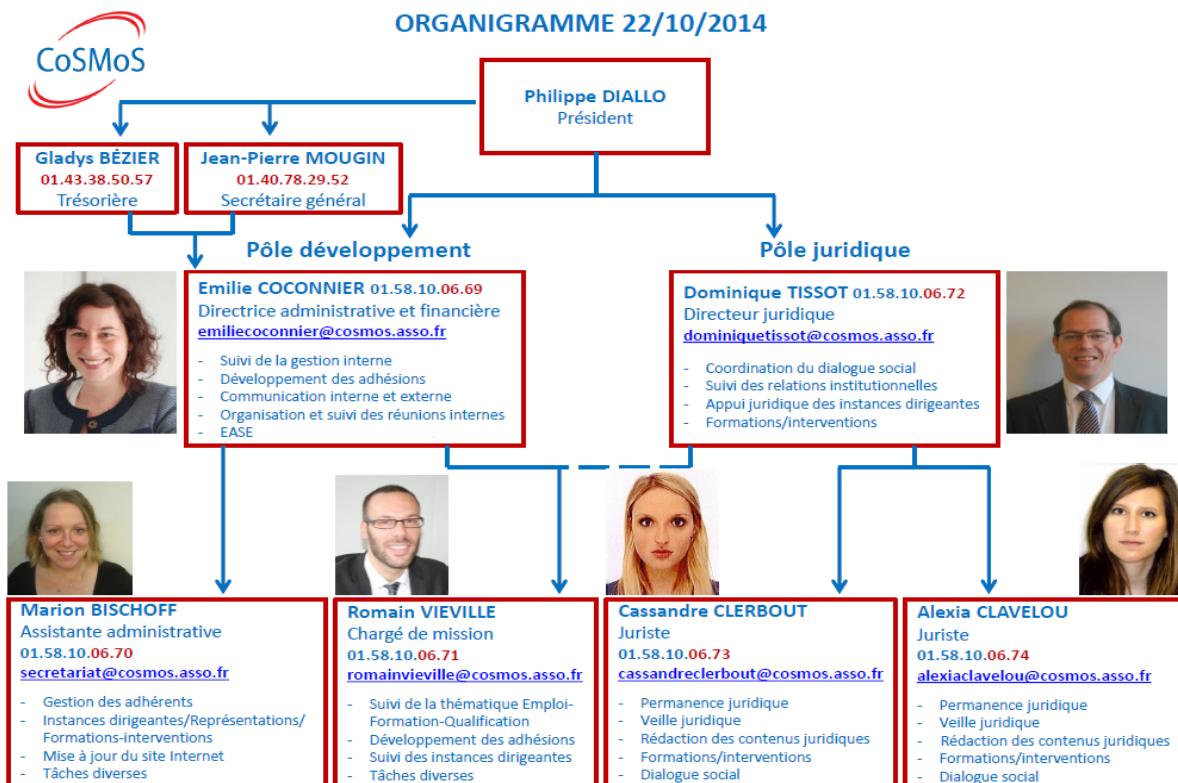 ORGANIGRAMME 22/10/2014
CoSMoS
Philippe DIALLO
Président
Gladys BÉZIER
01.43.38.50.57
Trésorière
Jean-Pierre MOUGIN
01.40.78.29.52
Secrétaire général
Pôle développement
Emilie COCONNIER 01.58.10.06.69
Directrice administrative et financière
emiliecoconnier@cosmos.asso.fr
- Suivi de la gestion interne
- Développement des adhésions
- Communication interne et externe
- Organisation et suivi des réunions internes
- EASE
Pôle juridique
Dominique TISSOT 01.58.10.06.72
Directeur juridique
dominiquetissot@cosmos.asso.fr
- Coordination du dialogue social
- Suivi des relations institutionnelles
- Appui juridique des instances dirigeantes
- Formations/interventions
Marion BISCHOFF
Assistante administrative
01.58.10.06.70
secretariat@cosmos.asso.fr
- Gestion des adhérents
- Instances dirigeantes/Représentations/
Formations-interventions
- Mise à jour du site Internet
- Tâches diverses
Romain VIEVILLE
Chargé de mission
01.58.10.06.71
romainvieville@cosmos.asso.fr
- Suivi de la thématique Emploi-
Formation-Qualification
- Développement des adhésions
- Suivi des instances dirigeantes
- Tâches diverses
Cassandre CLERBOUT
Juriste
01.58.10.06.73
cassandreclerbout@cosmos.asso.fr
- Permanence juridique
- Veille juridique
- Rédaction des contenus juridiques
- Formations/interventions
- Dialogue social
Alexia CLAVELOU
Juriste
01.58.10.06.74
alexiaclavelou@cosmos.asso.fr
- Permanence juridique
- Veille juridique
- Rédaction des contenus juridiques
- Formations/interventions
- Dialogue social